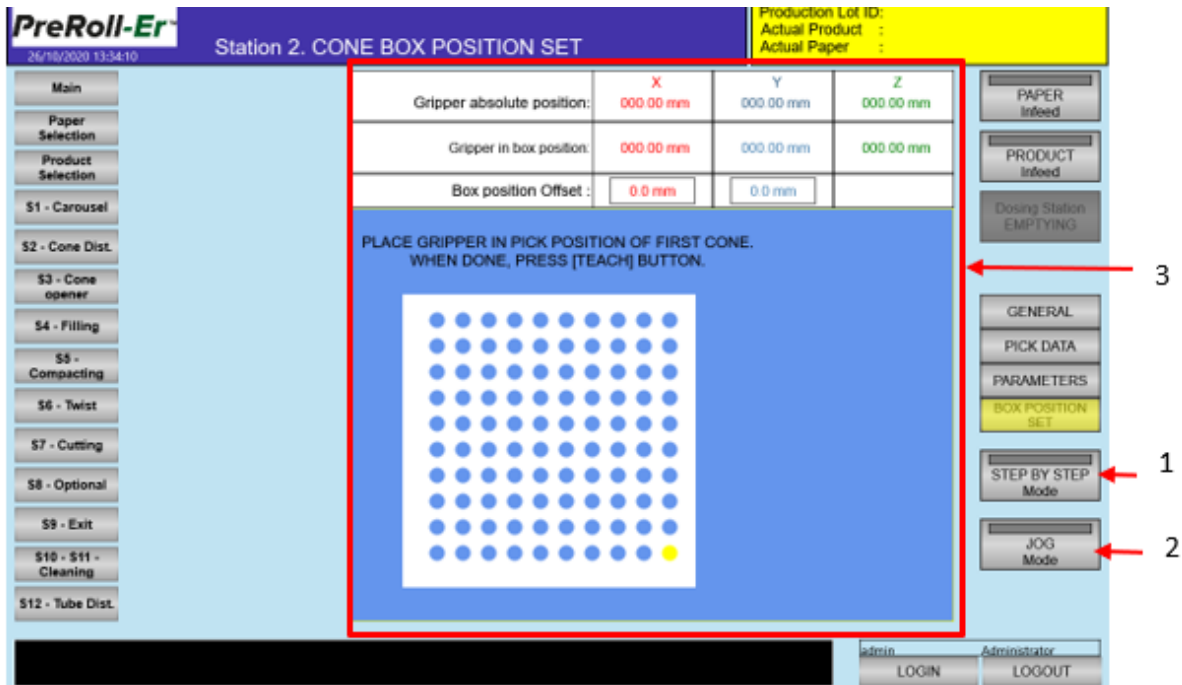 PreRoll-Er™
26/10/2020 13:34:10
Station 2. CONE BOX POSITION SET
Production Lot ID:
Actual Product :
Actual Paper :
Main
Paper
Selection
Product
Selection
S1 - Carousel
S2 - Cone Dist.
S3 - Cone
opener
S4 - Filling
S5 -
Compacting
S6 - Twist
S7 - Cutting
S8 - Optional
S9 - Exit
S10 - S11 -
Cleaning
S12 - Tube Dist.
X Y Z
Gripper absolute position: 000.00 mm 000.00 mm 000.00 mm
Gripper in box position: 000.00 mm 000.00 mm 000.00 mm
Box position Offset : 0.0 mm 0.0 mm
PLACE GRIPPER IN PICK POSITION OF FIRST CONE.
WHEN DONE, PRESS [TEACH] BUTTON.
PAPER
Infeed
PRODUCT
Infeed
Dosing Station
EMPTYING
3
GENERAL
PICK DATA
PARAMETERS
BOX POSITION
SET
STEP BY STEP
Mode
1
JOG
Mode
2
admin Administrator
LOGIN LOGOUT